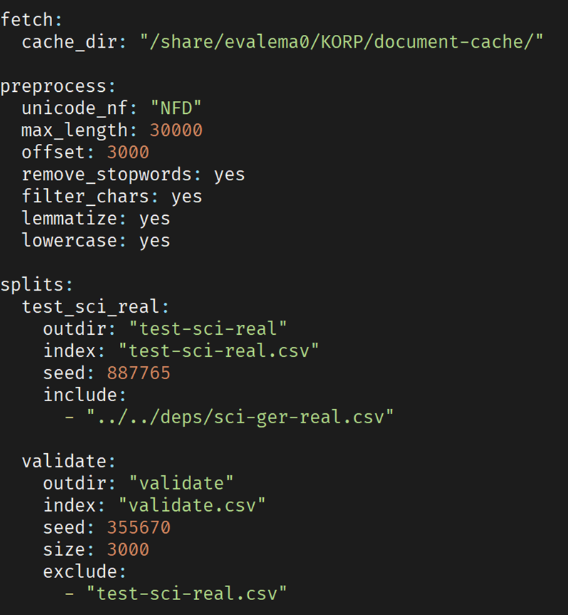 fetch:
  cache_dir: "/share/evalema0/KORP/document-cache/"

preprocess:
  unicode_nf: "NFD"
  max_length: 30000
  offset: 3000
  remove_stopwords: yes
  filter_chars: yes
  lemmatize: yes
  lowercase: yes

splits:
  test_sci_real:
    outdir: "test-sci-real"
    index: "test-sci-real.csv"
    seed: 887765
    include:
      - "../../deps/sci-ger-real.csv"

  validate:
    outdir: "validate"
    index: "validate.csv"
    seed: 355670
    size: 3000
    exclude:
      - "test-sci-real.csv"